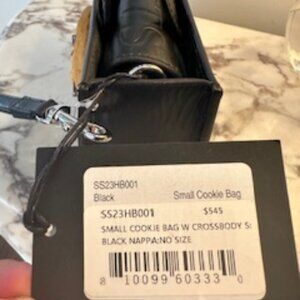 SS23HB001
Black Small Cookie Bag
SS23HB001 $545
SMALL COOKIE BAG W CROSSBODY S:
BLACK NAPPA:NO SIZE
8 10099 60333 0